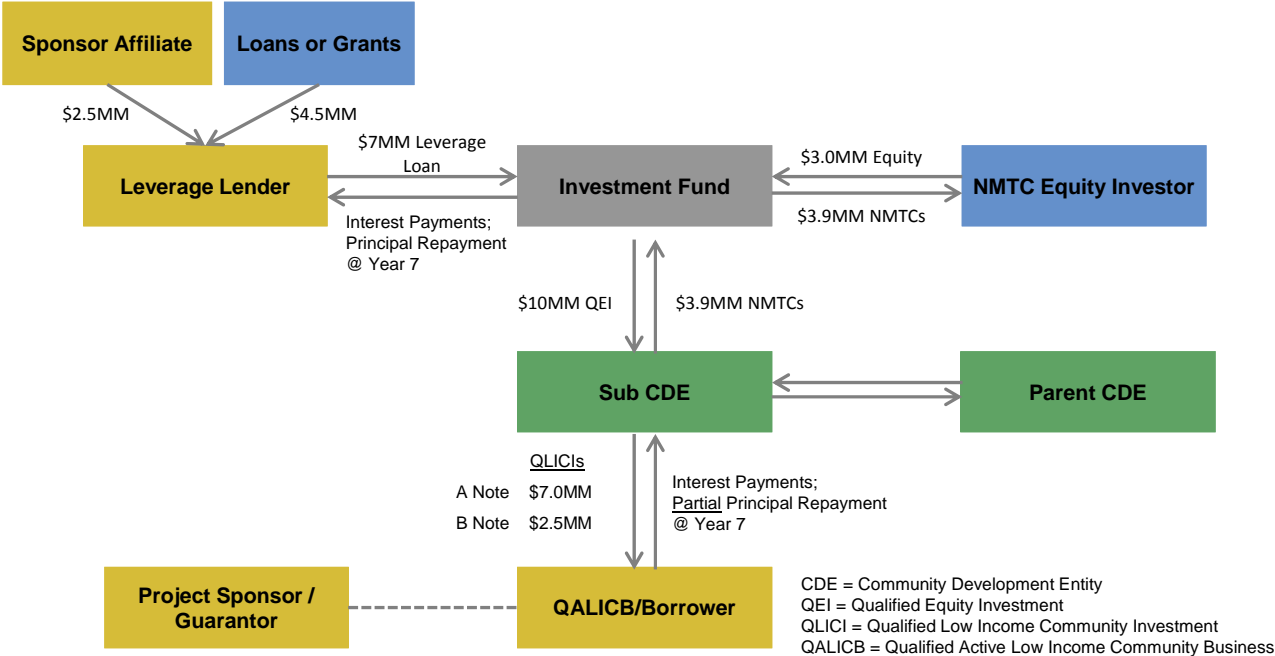 Sponsor Affiliate
Loans or Grants
$2.5MM
$4.5MM
$7MM Leverage
Loan
$3.0MM Equity
Leverage Lender
Investment Fund
NMTC Equity Investor
$3.9MM NMTCs
Interest Payments;
Principal Repayment
@ Year 7
$10MM QEI
$3.9MM NMTCs
Sub CDE
Parent CDE
QLICIs
A Note $7.0MM
B Note $2.5MM
Interest Payments;
Partial Principal Repayment
@ Year 7
Project Sponsor /
Guarantor
QALICB/Borrower
CDE = Community Development Entity
QEI = Qualified Equity Investment
QLICI = Qualified Low Income Community Investment
QALICB = Qualified Active Low Income Community Business